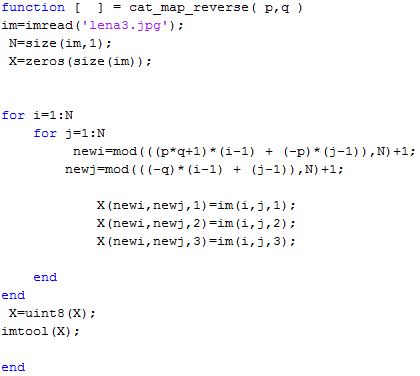 function [  ] = cat_map_reverse( p,q )
im=imread('lena3.jpg');
N=size(im,1);
X=zeros(size(im));
for i=1:N
for j=1:N
newi=mod(((p*q+1)*(i-1) + (-p)*(j-1)),N)+1;
newj=mod(((-q)*(i-1) + (j-1)),N)+1;
X(newi,newj,1)=im(i,j,1);
X(newi,newj,2)=im(i,j,2);
X(newi,newj,3)=im(i,j,3);
end
end
X=uint8(X);
imtool(X);
end